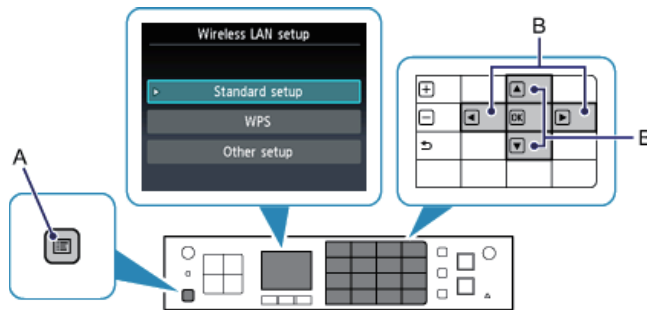 Wireless LAN setup
Standard setup
WPS
Other setup
B
OK
A